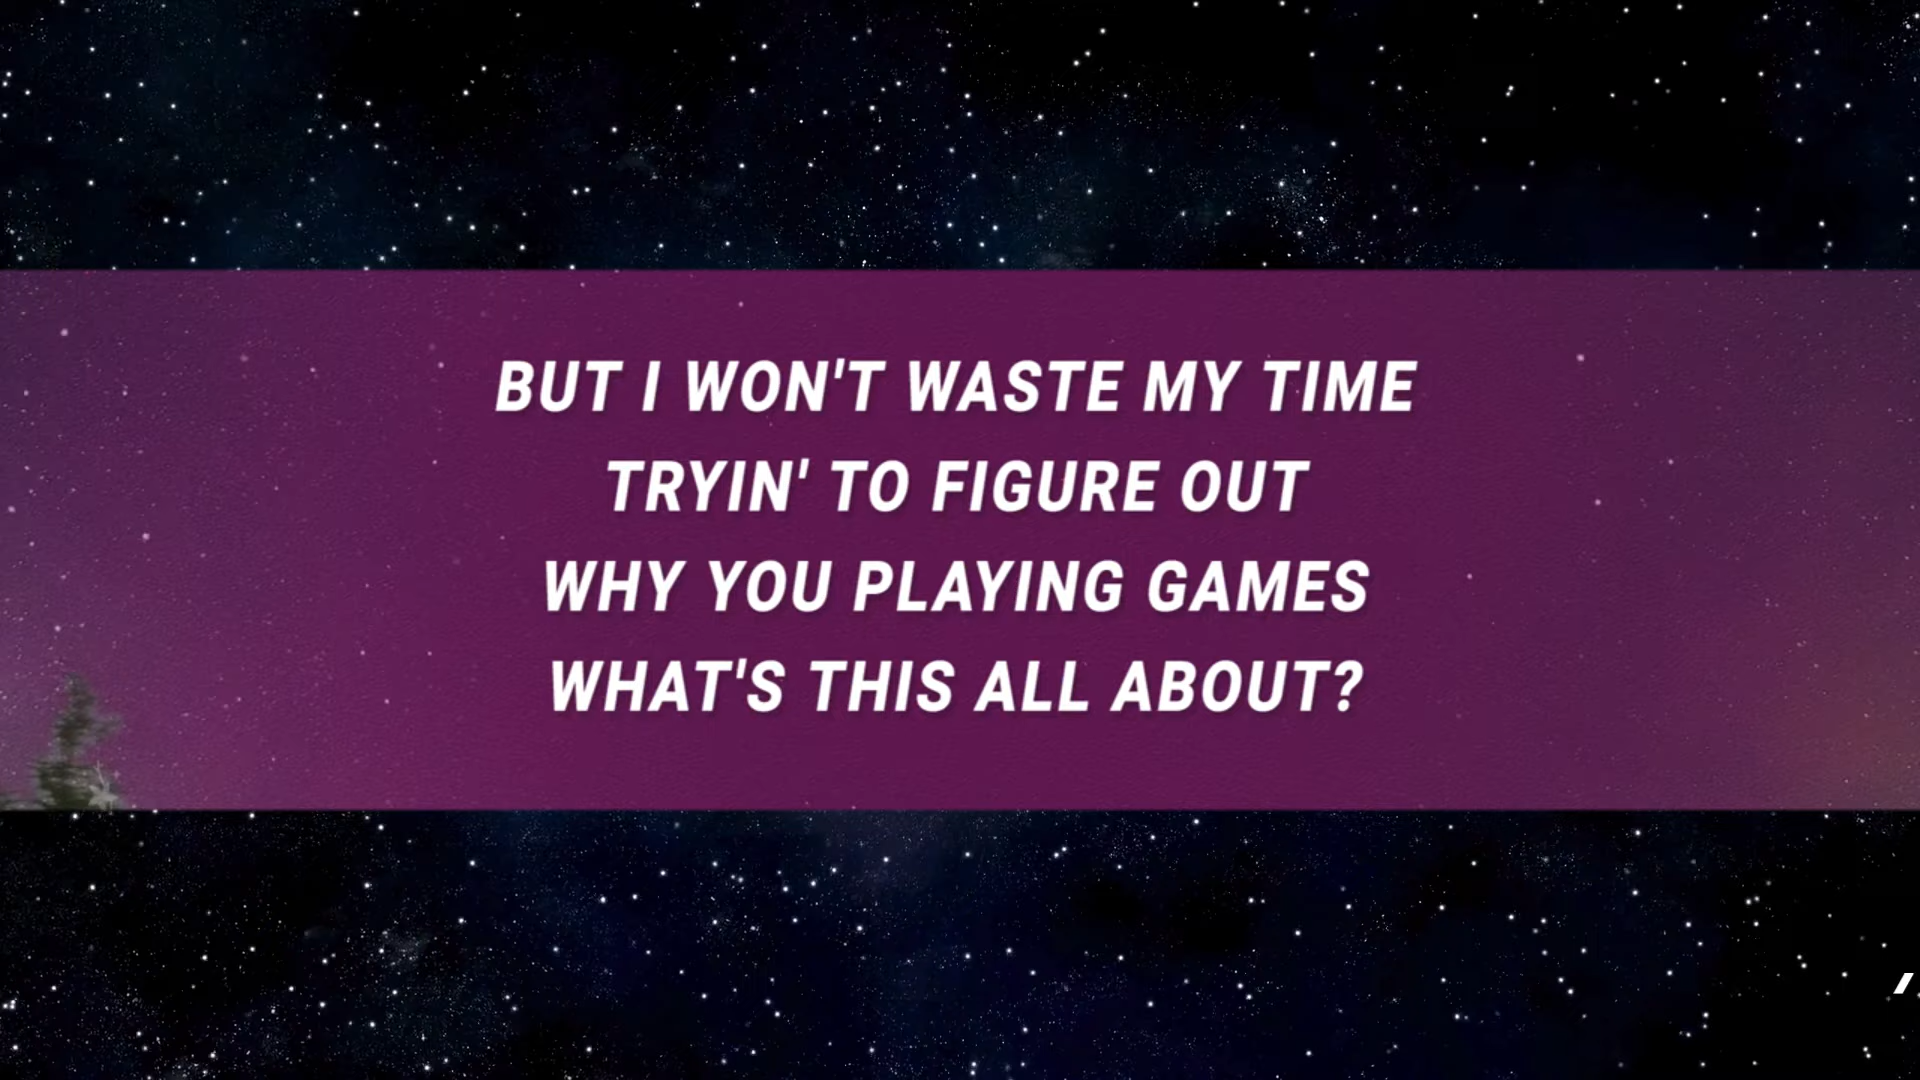 BUT I WON'T WASTE MY TIME
TRYIN' TO FIGURE OUT
WHY YOU PLAYING GAMES
WHAT'S THIS ALL ABOUT?